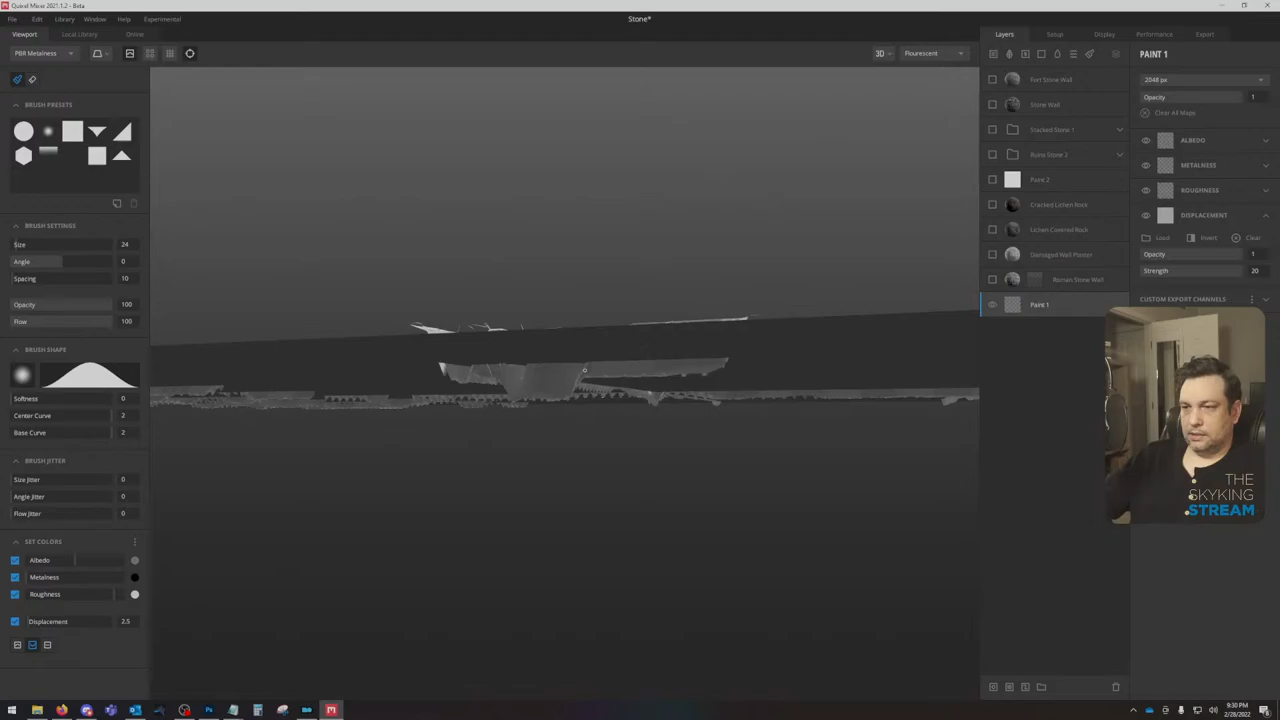 Quixel Mixer 2021.1.2 - Beta
File Edit Library Window Help Experimental
Stone*
Viewport Local Library Online
Layers Setup Display Performance Export
PBR Metalness
3D Flourescent
PAINT 1
BRUSH PRESETS
BRUSH SETTINGS
Size 24
Angle 0
Spacing 10
Opacity 100
Flow 100
BRUSH SHAPE
Softness 0
Center Curve 2
Base Curve 2
BRUSH JITTER
Size Jitter 0
Angle Jitter 0
Flow Jitter 0
SET COLORS
Albedo
Metalness
Roughness
Displacement 2.5
Fort Stone Wall
Stone Wall
Stacked Stone 1
Ruins Stone 2
Paint 2
Cracked Lichen Rock
Lichen Covered Rock
Damaged Wall Plaster
Roman Stone Wall
Paint 1
2048 px
Opacity 1
Clear All Maps
ALBEDO
METALNESS
ROUGHNESS
DISPLACEMENT
Load Invert Clear
Opacity 1
Strength 20
CUSTOM EXPORT CHANNELS
THE
SKYKING
STREAM
9:30 PM
2/28/2022